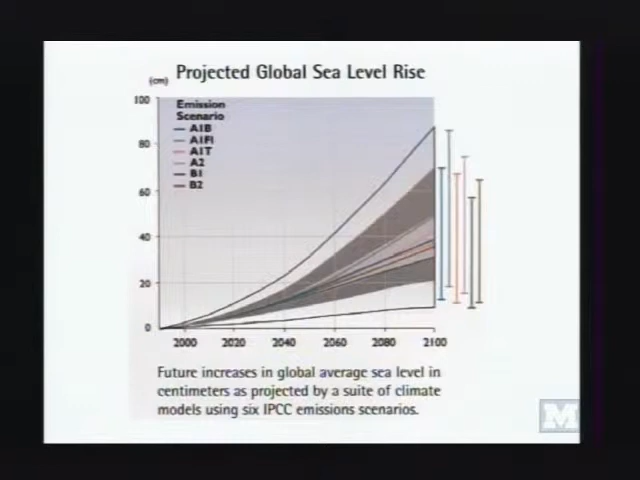 Projected Global Sea Level Rise
(cm)
100
80
60
40
20
0
Emission
Scenario
A1B
A1FI
A1T
A2
B1
B2
2000 2020 2040 2060 2080 2100
Future increases in global average sea level in
centimeters as projected by a suite of climate
models using six IPCC emissions scenarios.
M